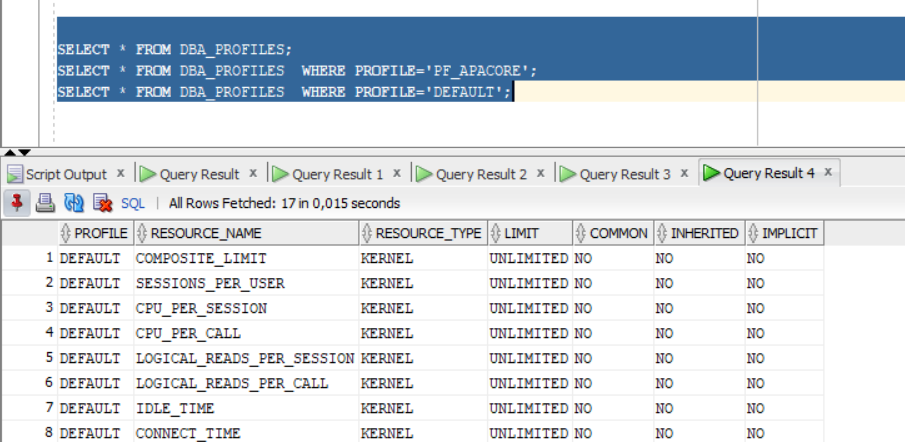 SELECT * FROM DBA_PROFILES;
SELECT * FROM DBA_PROFILES  WHERE PROFILE='PF_APACORE';
SELECT * FROM DBA_PROFILES  WHERE PROFILE='DEFAULT';
Script Output x Query Result x Query Result 1 x Query Result 2 x Query Result 3 x Query Result 4 x
SQL | All Rows Fetched: 17 in 0,015 seconds
PROFILE RESOURCE_NAME RESOURCE_TYPE LIMIT COMMON INHERITED IMPLICIT
1 DEFAULT COMPOSITE_LIMIT KERNEL UNLIMITED NO NO NO
2 DEFAULT SESSIONS_PER_USER KERNEL UNLIMITED NO NO NO
3 DEFAULT CPU_PER_SESSION KERNEL UNLIMITED NO NO NO
4 DEFAULT CPU_PER_CALL KERNEL UNLIMITED NO NO NO
5 DEFAULT LOGICAL_READS_PER_SESSION KERNEL UNLIMITED NO NO NO
6 DEFAULT LOGICAL_READS_PER_CALL KERNEL UNLIMITED NO NO NO
7 DEFAULT IDLE_TIME KERNEL UNLIMITED NO NO NO
8 DEFAULT CONNECT_TIME KERNEL UNLIMITED NO NO NO